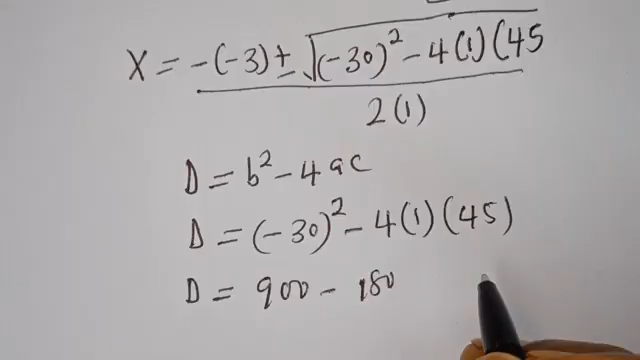 X = -(-3) ± √(-30)² - 4(1)(45
2(1)
D = b² - 4ac
D = (-30)² - 4(1)(45)
D = 900 - 180